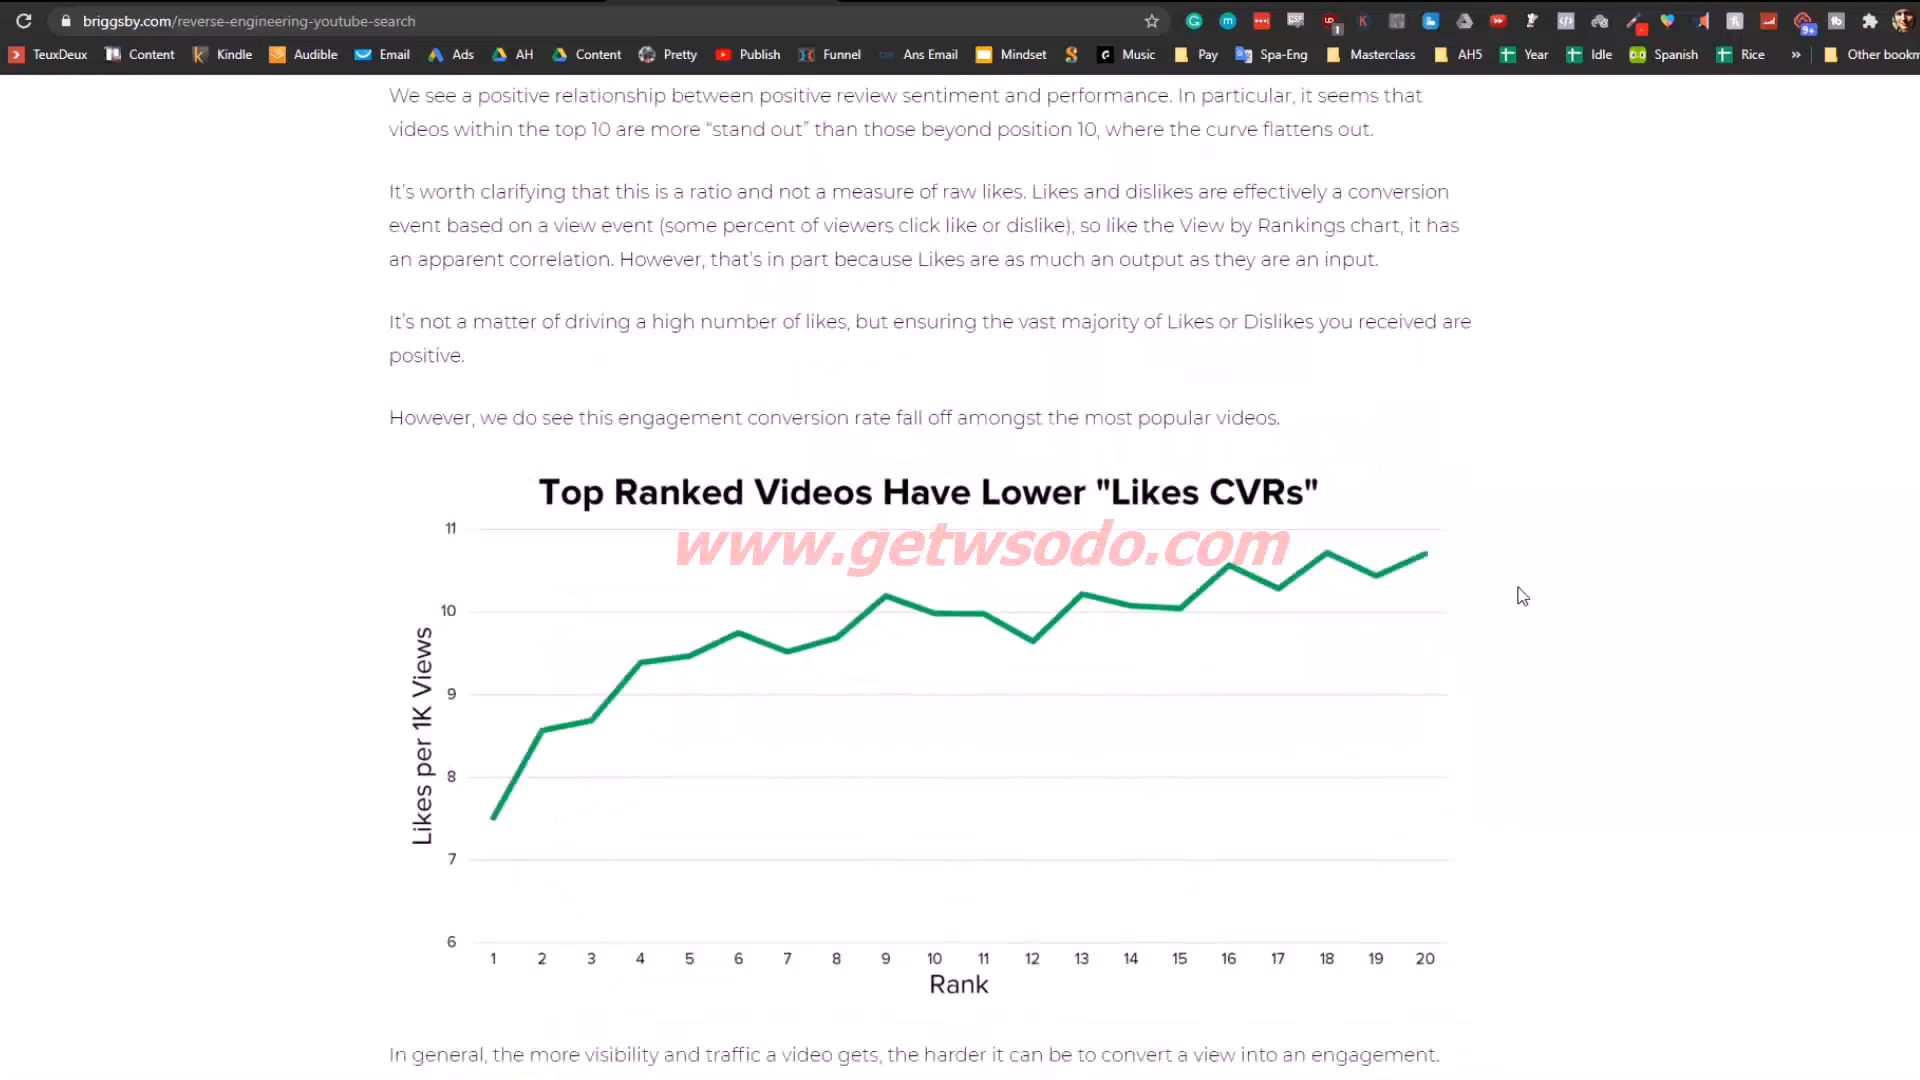 briggsby.com/reverse-engineering-youtube-search
TeuxDeux Content Kindle Audible Email Ads AH Content Pretty Publish Funnel Ans Email Mindset Music Pay Spa-Eng Masterclass AH5 Year Idle Spanish Rice » Other bookm
We see a positive relationship between positive review sentiment and performance. In particular, it seems that
videos within the top 10 are more “stand out” than those beyond position 10, where the curve flattens out.
It’s worth clarifying that this is a ratio and not a measure of raw likes. Likes and dislikes are effectively a conversion
event based on a view event (some percent of viewers click like or dislike), so like the View by Rankings chart, it has
an apparent correlation. However, that’s in part because Likes are as much an output as they are an input.
It’s not a matter of driving a high number of likes, but ensuring the vast majority of Likes or Dislikes you received are
positive.
However, we do see this engagement conversion rate fall off amongst the most popular videos.
Top Ranked Videos Have Lower "Likes CVRs"
www.getwsodo.com
Likes per 1K Views
11
10
9
8
7
6
1 2 3 4 5 6 7 8 9 10 11 12 13 14 15 16 17 18 19 20
Rank
In general, the more visibility and traffic a video gets, the harder it can be to convert a view into an engagement.